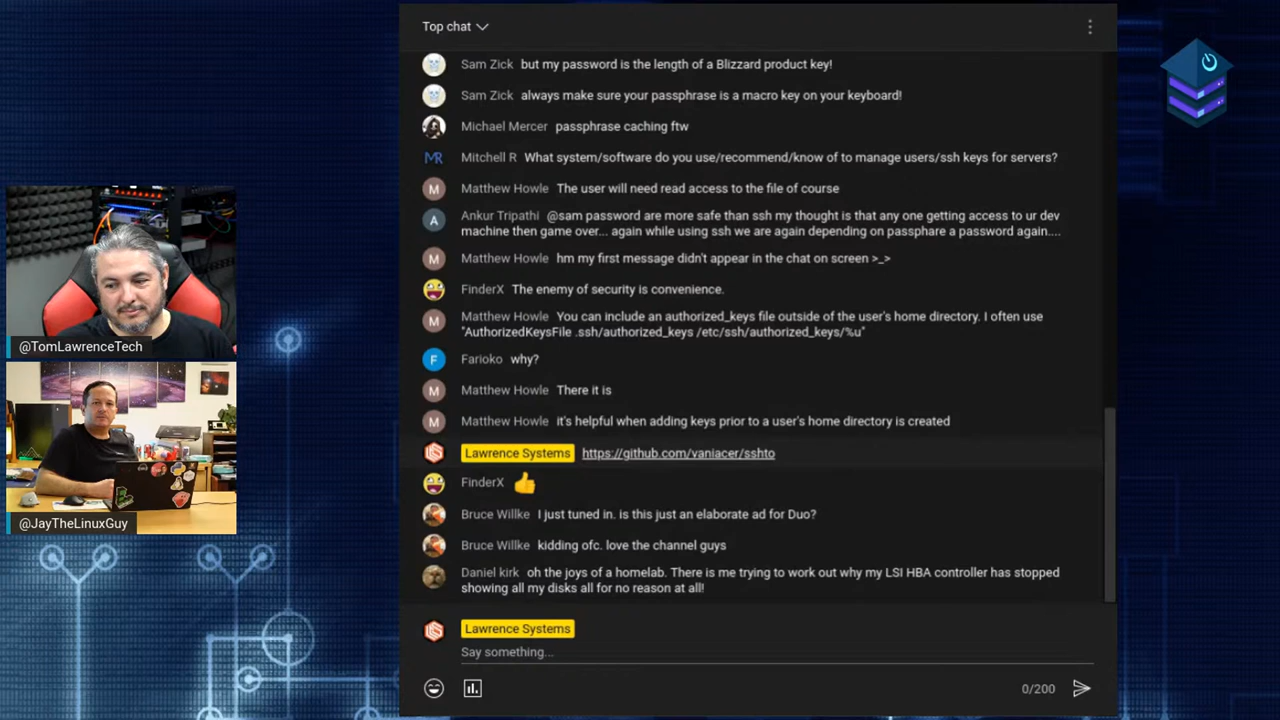 Top chat
Sam Zick but my password is the length of a Blizzard product key!
Sam Zick always make sure your passphrase is a macro key on your keyboard!
Michael Mercer passphrase caching ftw
MR Mitchell R What system/software do you use/recommend/know of to manage users/ssh keys for servers?
M Matthew Howle The user will need read access to the file of course
A Ankur Tripathi @sam password are more safe than ssh my thought is that any one getting access to ur dev
machine then game over... again while using ssh we are again depending on passphare a password again....
M Matthew Howle hm my first message didn't appear in the chat on screen >_>
FinderX The enemy of security is convenience.
M Matthew Howle You can include an authorized_keys file outside of the user's home directory. I often use
"AuthorizedKeysFile .ssh/authorized_keys /etc/ssh/authorized_keys/%u"
F Farioko why?
M Matthew Howle There it is
M Matthew Howle it's helpful when adding keys prior to a user's home directory is created
Lawrence Systems https://github.com/vaniacer/sshto
FinderX 👍
Bruce Willke I just tuned in. is this just an elaborate ad for Duo?
Bruce Willke kidding ofc. love the channel guys
Daniel kirk oh the joys of a homelab. There is me trying to work out why my LSI HBA controller has stopped
showing all my disks all for no reason at all!
Lawrence Systems
Say something...
0/200
@TomLawrenceTech
@JayTheLinuxGuy